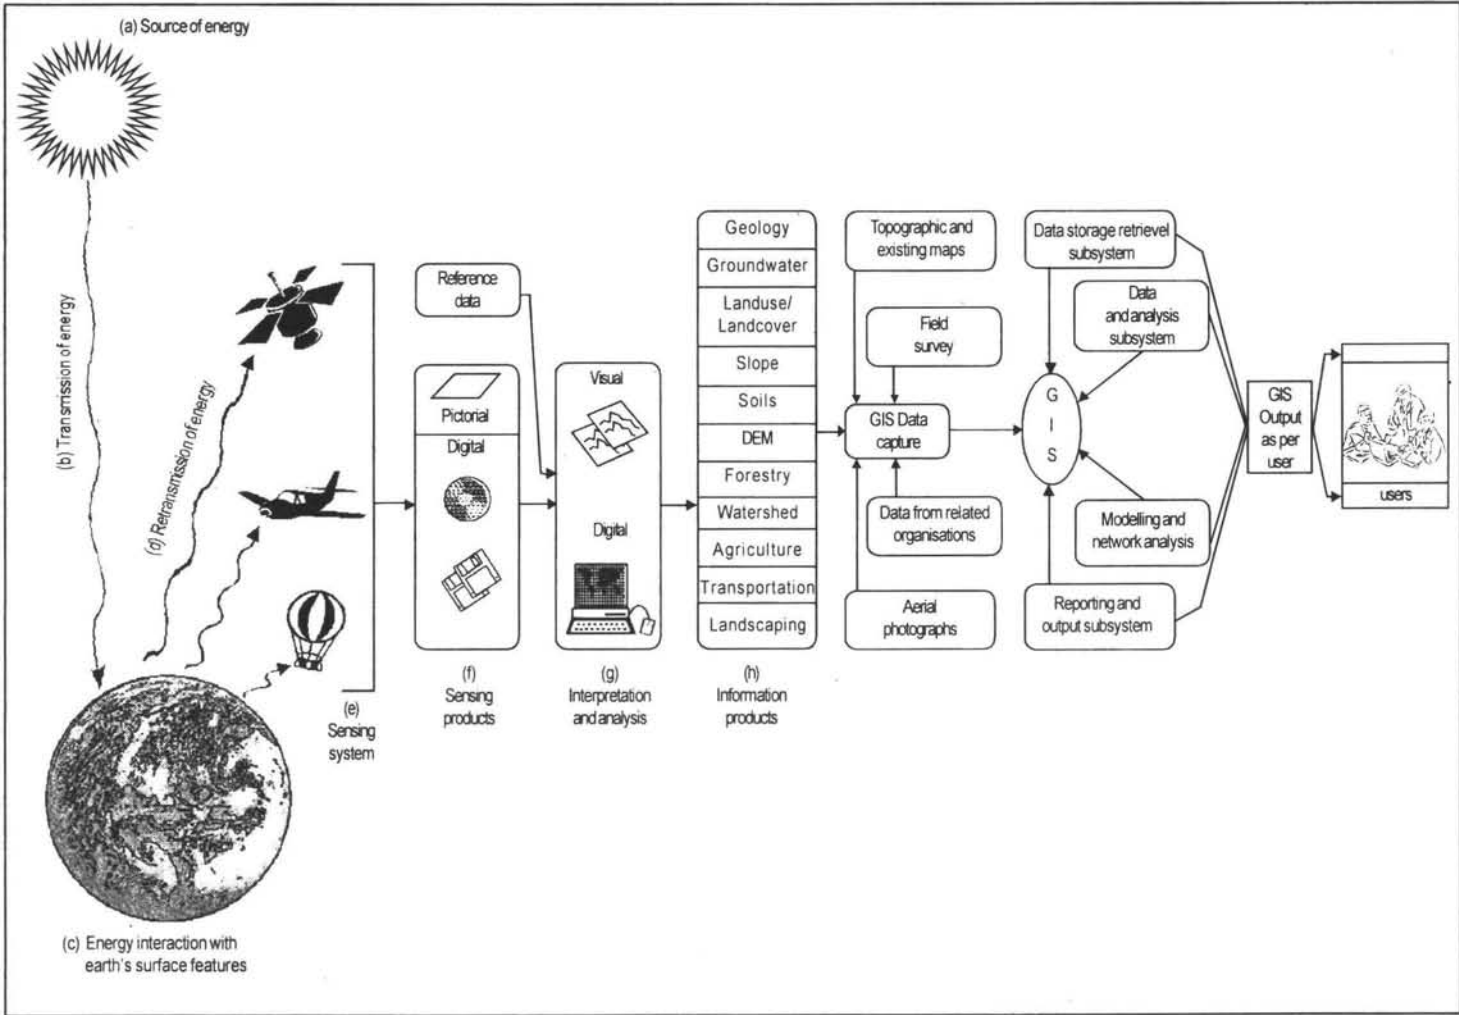 (a) Source of energy
(b) Transmission of energy
(d) Retransmission of energy
(c) Energy interaction with
earth's surface features
(e)
Sensing
system
Reference
data
Pictorial
Digital
(f)
Sensing
products
Visual
Digital
(g)
Interpretation
and analysis
Geology
Groundwater
Landuse/
Landcover
Slope
Soils
DEM
Forestry
Watershed
Agriculture
Transportation
Landscaping
(h)
Information
products
Topographic and
existing maps
Field
survey
GIS Data
capture
Data from related
organisations
Aerial
photographs
Data storage retrievel
subsystem
Data
and analysis
subsystem
G
I
S
Modelling and
network analysis
Reporting and
output subsystem
GIS
Output
as per
user
users